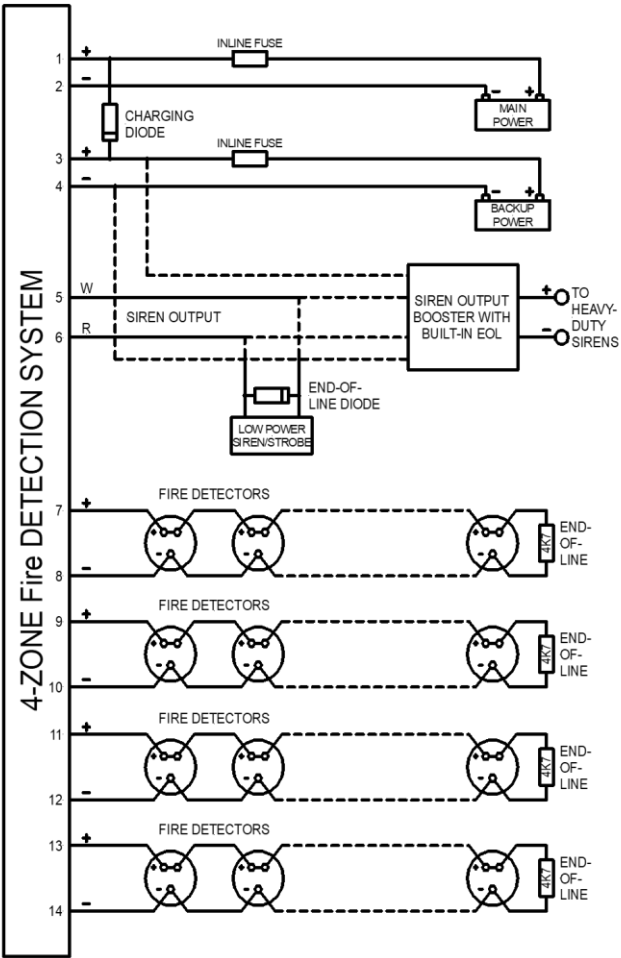 4-ZONE Fire DETECTION SYSTEM
1
+
INLINE FUSE
2
-
- +
MAIN
POWER
CHARGING
DIODE
3
+
INLINE FUSE
4
-
- +
BACKUP
POWER
5
W
SIREN OUTPUT
6
R
SIREN OUTPUT
BOOSTER WITH
BUILT-IN EOL
+
-
TO
HEAVY-
DUTY
SIRENS
END-OF-
LINE DIODE
LOW POWER
SIREN/STROBE
7
+
FIRE DETECTORS
+
-
+
-
+
-
8
-
4K7
END-
OF-
LINE
9
+
FIRE DETECTORS
+
-
+
-
+
-
10
-
4K7
END-
OF-
LINE
11
+
FIRE DETECTORS
+
-
+
-
+
-
12
-
4K7
END-
OF-
LINE
13
+
FIRE DETECTORS
+
-
+
-
+
-
14
-
4K7
END-
OF-
LINE